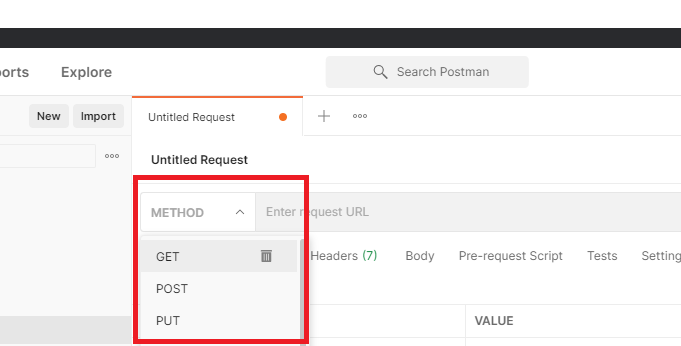 orts Explore Search Postman
New Import Untitled Request
Untitled Request
METHOD Enter request URL
GET Headers (7) Body Pre-request Script Tests Setting
POST
PUT VALUE